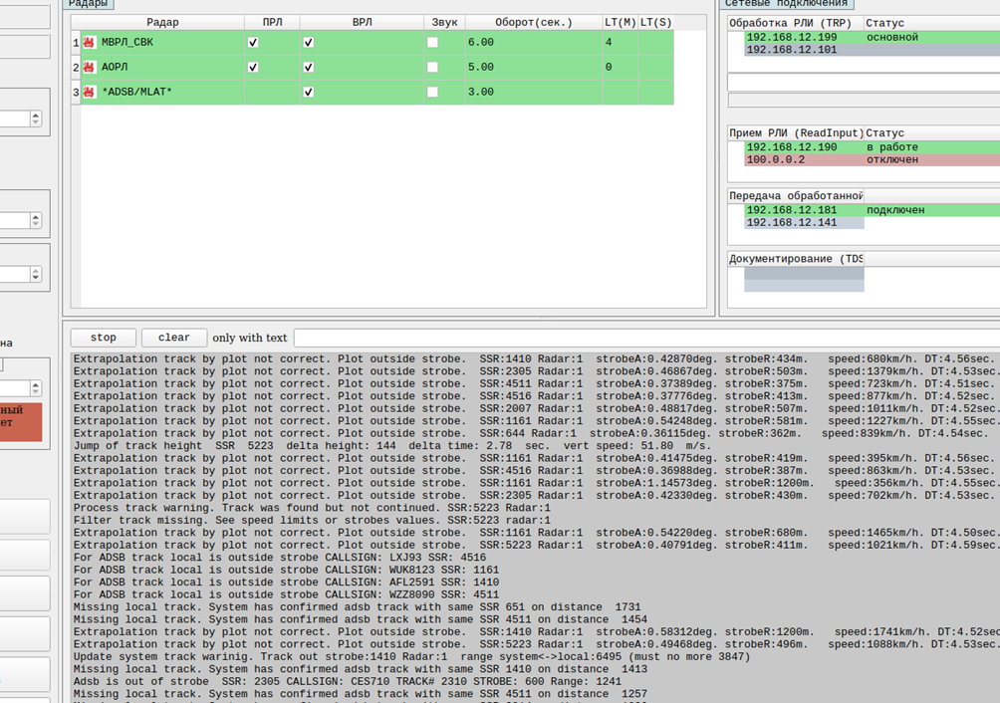 Радары
Радар ПРЛ ВРЛ Звук Оборот(сек.) LT(M) LT(S)
1 МВРЛ_СВК 6.00 4
2 АОРЛ 5.00 0
3 *ADSB/MLAT* 3.00
Сетевые подключения
Обработка РЛИ (TRP) Статус
192.168.12.199 основной
192.168.12.101
Прием РЛИ (ReadInput) Статус
192.168.12.190 в работе
100.0.0.2 отключен
Передача обработанной
192.168.12.181 подключен
192.168.12.141
Документирование (TDS
на
ный
ет
stop clear only with text
Extrapolation track by plot not correct. Plot outside strobe. SSR:1410 Radar:1 strobeA:0.42870deg. strobeR:434m. speed:680km/h. DT:4.56sec.
Extrapolation track by plot not correct. Plot outside strobe. SSR:2305 Radar:1 strobeA:0.46867deg. strobeR:503m. speed:1379km/h. DT:4.53sec.
Extrapolation track by plot not correct. Plot outside strobe. SSR:4511 Radar:1 strobeA:0.37389deg. strobeR:375m. speed:723km/h. DT:4.51sec.
Extrapolation track by plot not correct. Plot outside strobe. SSR:4516 Radar:1 strobeA:0.37776deg. strobeR:413m. speed:877km/h. DT:4.52sec.
Extrapolation track by plot not correct. Plot outside strobe. SSR:2007 Radar:1 strobeA:0.48817deg. strobeR:507m. speed:1011km/h. DT:4.52sec.
Extrapolation track by plot not correct. Plot outside strobe. SSR:1161 Radar:1 strobeA:0.54248deg. strobeR:581m. speed:1227km/h. DT:4.55sec.
Extrapolation track by plot not correct. Plot outside strobe. SSR:644 Radar:1 strobeA:0.36115deg. strobeR:362m. speed:839km/h. DT:4.54sec.
Jump of track height SSR 5223 delta height: 144 delta time: 2.78 sec. vert speed: 51.80 m/s.
Extrapolation track by plot not correct. Plot outside strobe. SSR:1161 Radar:1 strobeA:0.41475deg. strobeR:419m. speed:395km/h. DT:4.56sec.
Extrapolation track by plot not correct. Plot outside strobe. SSR:4516 Radar:1 strobeA:0.36988deg. strobeR:387m. speed:863km/h. DT:4.53sec.
Extrapolation track by plot not correct. Plot outside strobe. SSR:1161 Radar:1 strobeA:1.14573deg. strobeR:1200m. speed:356km/h. DT:4.55sec.
Extrapolation track by plot not correct. Plot outside strobe. SSR:2305 Radar:1 strobeA:0.42330deg. strobeR:430m. speed:702km/h. DT:4.53sec.
Process track warning. Track was found but not continued. SSR:5223 Radar:1
Filter track missing. See speed limits or strobes values. SSR:5223 radar:1
Extrapolation track by plot not correct. Plot outside strobe. SSR:1161 Radar:1 strobeA:0.54220deg. strobeR:680m. speed:1465km/h. DT:4.50sec.
Extrapolation track by plot not correct. Plot outside strobe. SSR:5223 Radar:1 strobeA:0.40791deg. strobeR:411m. speed:1021km/h. DT:4.59sec.
For ADSB track local is outside strobe CALLSIGN: LXJ93 SSR: 4516
For ADSB track local is outside strobe CALLSIGN: WUK8123 SSR: 1161
For ADSB track local is outside strobe CALLSIGN: AFL2591 SSR: 1410
For ADSB track local is outside strobe CALLSIGN: WZZ8090 SSR: 4511
Missing local track. System has confirmed adsb track with same SSR 651 on distance 1731
Missing local track. System has confirmed adsb track with same SSR 4511 on distance 1454
Extrapolation track by plot not correct. Plot outside strobe. SSR:1410 Radar:1 strobeA:0.58312deg. strobeR:1200m. speed:1741km/h. DT:4.52sec
Extrapolation track by plot not correct. Plot outside strobe. SSR:5223 Radar:1 strobeA:0.49468deg. strobeR:496m. speed:1088km/h. DT:4.53sec.
Update system track warinig. Track out strobe:1410 Radar:1 range system<->local:6495 (must no more 3847)
Missing local track. System has confirmed adsb track with same SSR 1410 on distance 1413
Adsb is out of strobe SSR: 2305 CALLSIGN: CES710 TRACK# 2310 STROBE: 600 Range: 1241
Missing local track. System has confirmed adsb track with same SSR 4511 on distance 1257